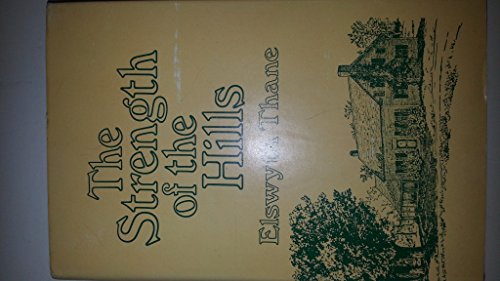 The
Strength
of the
Hills
Elswyth Thane